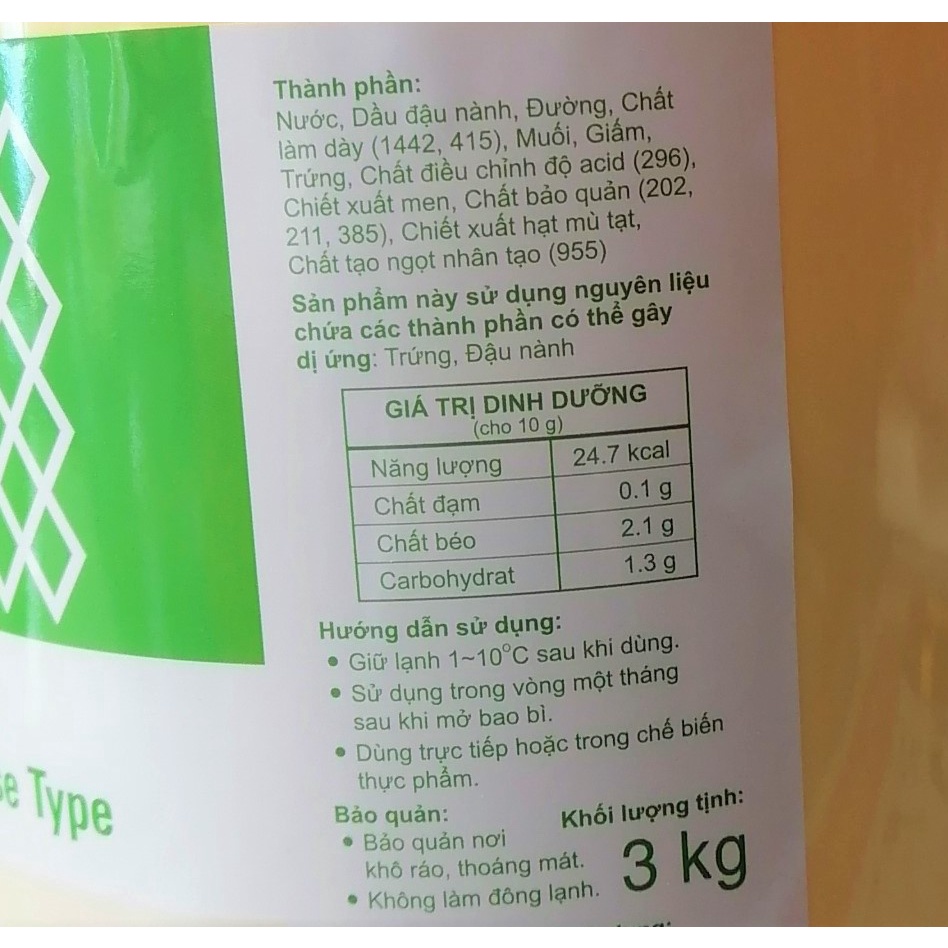 Thành phần:
Nước, Dầu đậu nành, Đường, Chất
làm dày (1442, 415), Muối, Giấm,
Trứng, Chất điều chỉnh độ acid (296),
Chiết xuất men, Chất bảo quản (202,
211, 385), Chiết xuất hạt mù tạt,
Chất tạo ngọt nhân tạo (955)
Sản phẩm này sử dụng nguyên liệu
chứa các thành phần có thể gây
dị ứng: Trứng, Đậu nành
GIÁ TRỊ DINH DƯỠNG
(cho 10 g)
Năng lượng 24.7 kcal
Chất đạm 0.1 g
Chất béo 2.1 g
Carbohydrat 1.3 g
Hướng dẫn sử dụng:
• Giữ lạnh 1~10°C sau khi dùng.
• Sử dụng trong vòng một tháng
sau khi mở bao bì.
• Dùng trực tiếp hoặc trong chế biến
thực phẩm.
Type
Bảo quản:
• Bảo quản nơi
khô ráo, thoáng mát.
• Không làm đông lạnh.
Khối lượng tịnh:
3 kg